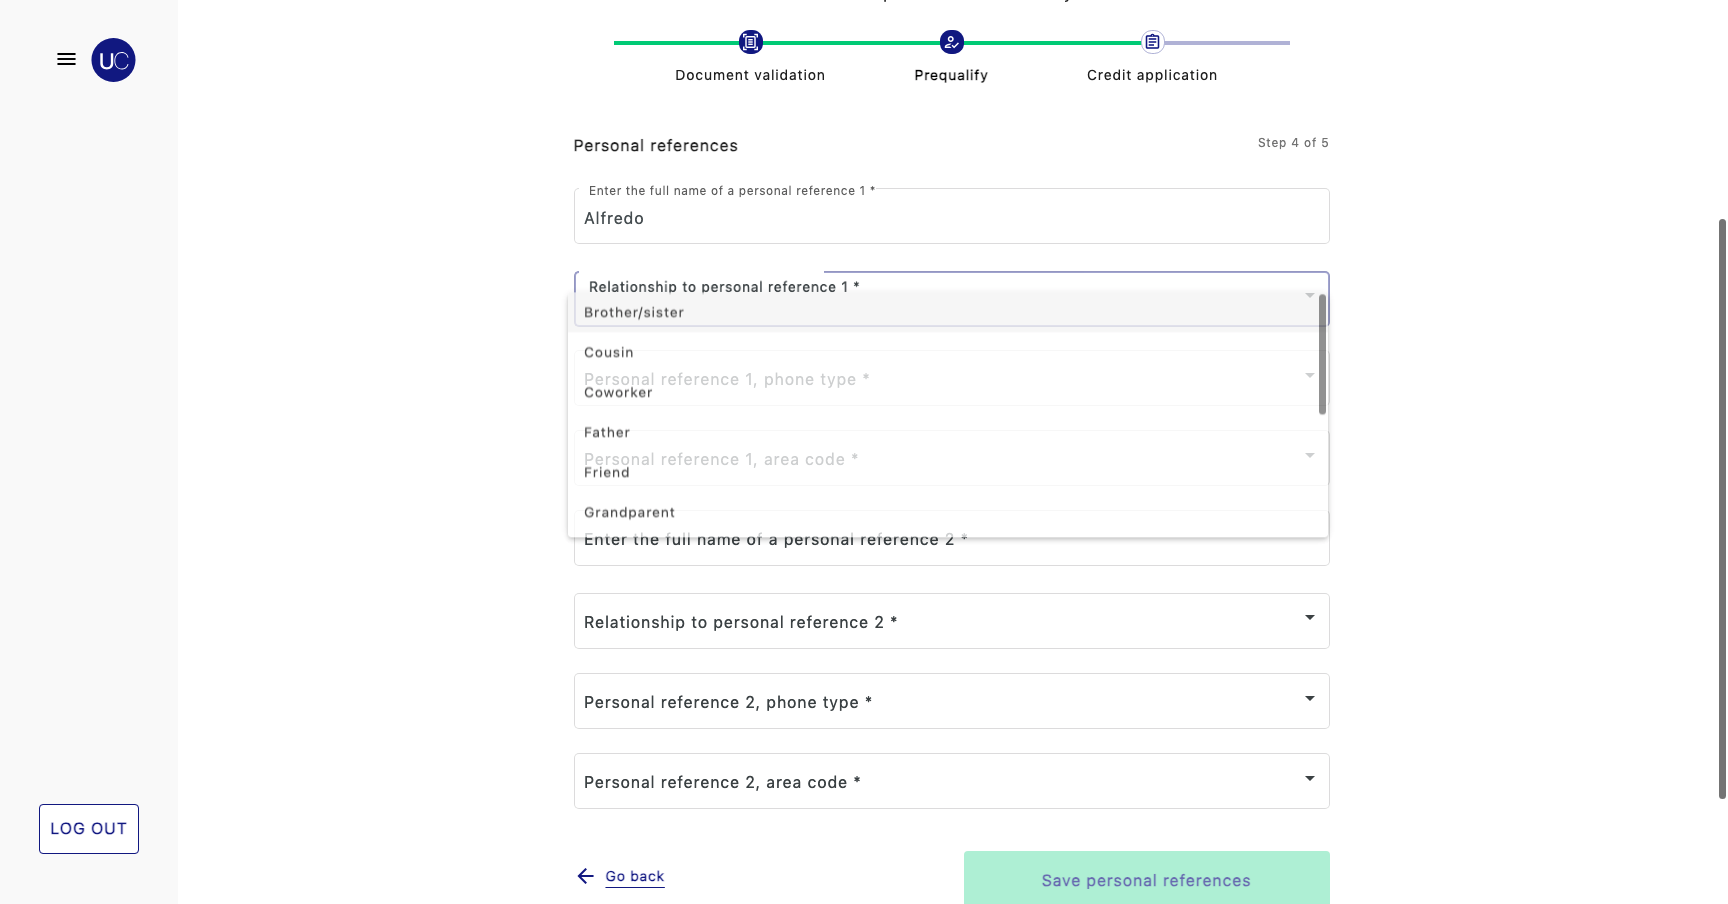 UC
Document validation
Prequalify
Credit application
Personal references
Step 4 of 5
Enter the full name of a personal reference 1 *
Alfredo
Relationship to personal reference 1 *
Brother/sister
Cousin
Personal reference 1, phone type *
Coworker
Father
Personal reference 1, area code *
Friend
Grandparent
Enter the full name of a personal reference 2 *
Relationship to personal reference 2 *
Personal reference 2, phone type *
Personal reference 2, area code *
LOG OUT
Go back
Save personal references